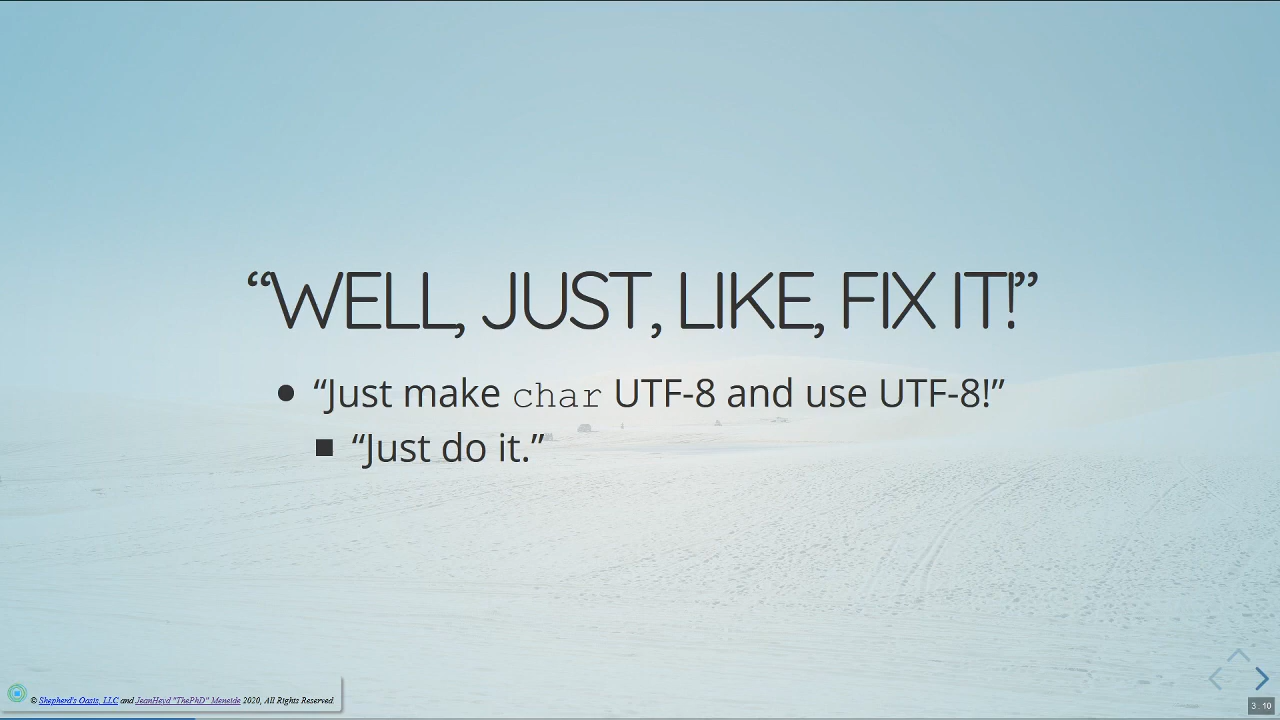 “WELL, JUST, LIKE, FIX IT!”
“Just make char UTF-8 and use UTF-8!”
“Just do it.”
© Shepherd's Oasis, LLC and JeanHeyd "ThePhD" Meneide 2020, All Rights Reserved.
3 . 10